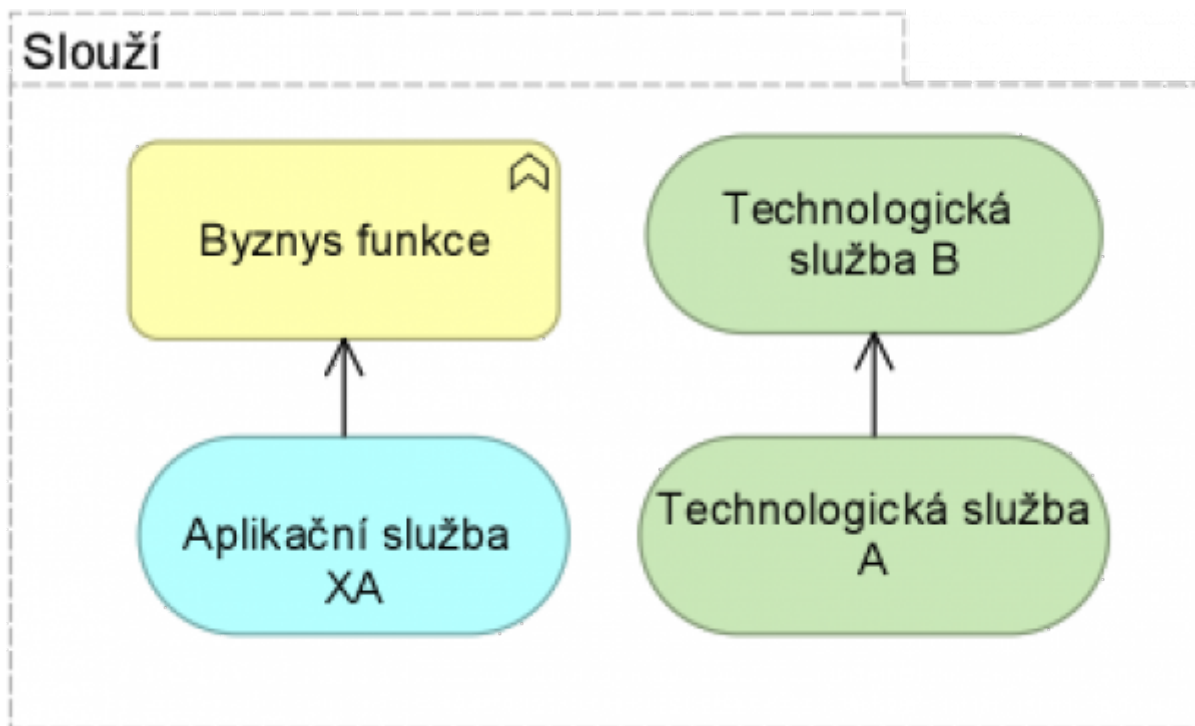 Slouží
Byznys funkce
Technologická
služba B
Aplikační služba
XA
Technologická služba
A